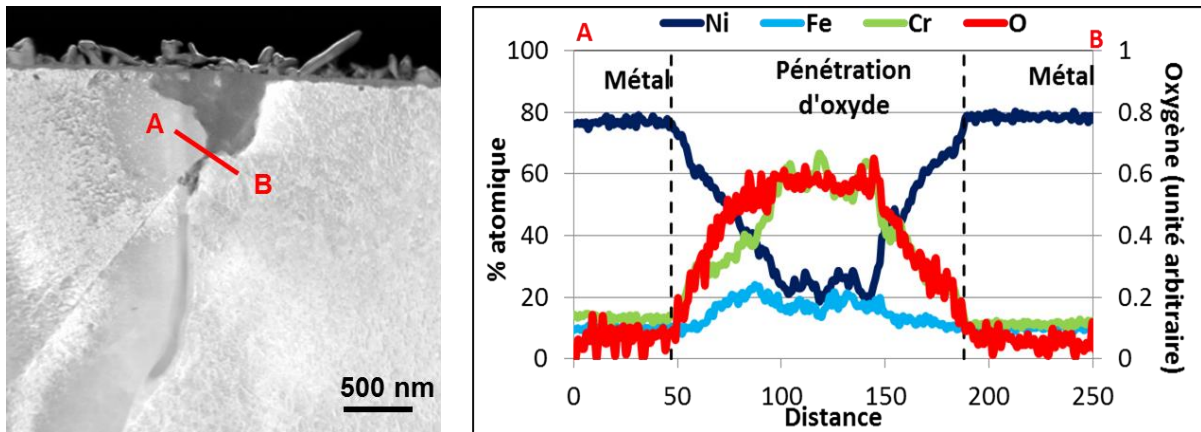 A
B
500 nm
Ni Fe Cr O
A B
Métal Pénétration d'oxyde Métal
% atomique
100
80
60
40
20
0
Oxygène (unité arbitraire)
1
0.8
0.6
0.4
0.2
0
0 50 100 150 200 250
Distance